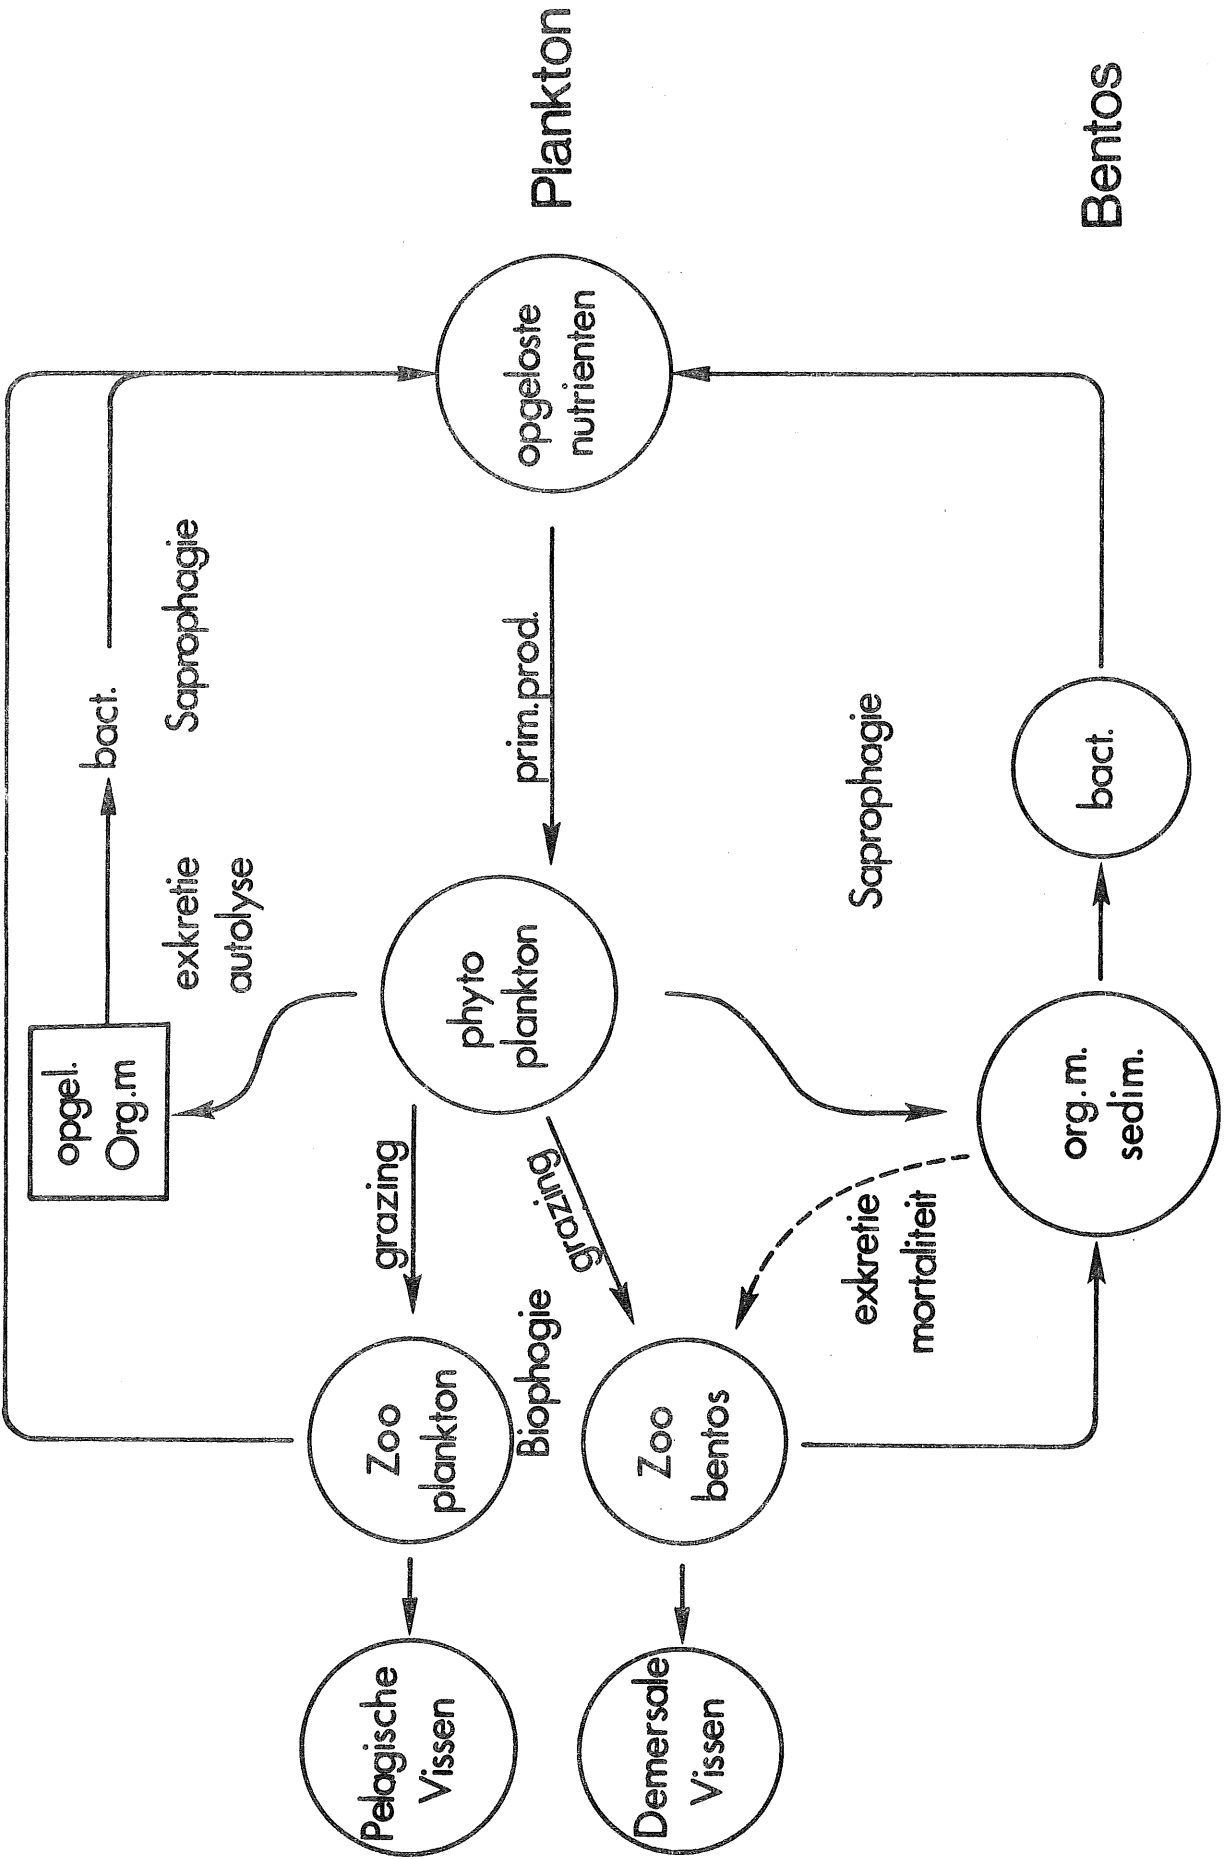 Pelagische
Vissen
Zoo
plankton
grazing
phyto
plankton
opgel.
Org.m
exkretie
autolyse
bact.
Saprophagie
prim.prod.
opgeloste
nutrienten
Plankton
Biophogie
grazing
Demersale
Vissen
Zoo
bentos
exkretie
mortaliteit
org.m.
sedim.
Saprophagie
bact.
Bentos